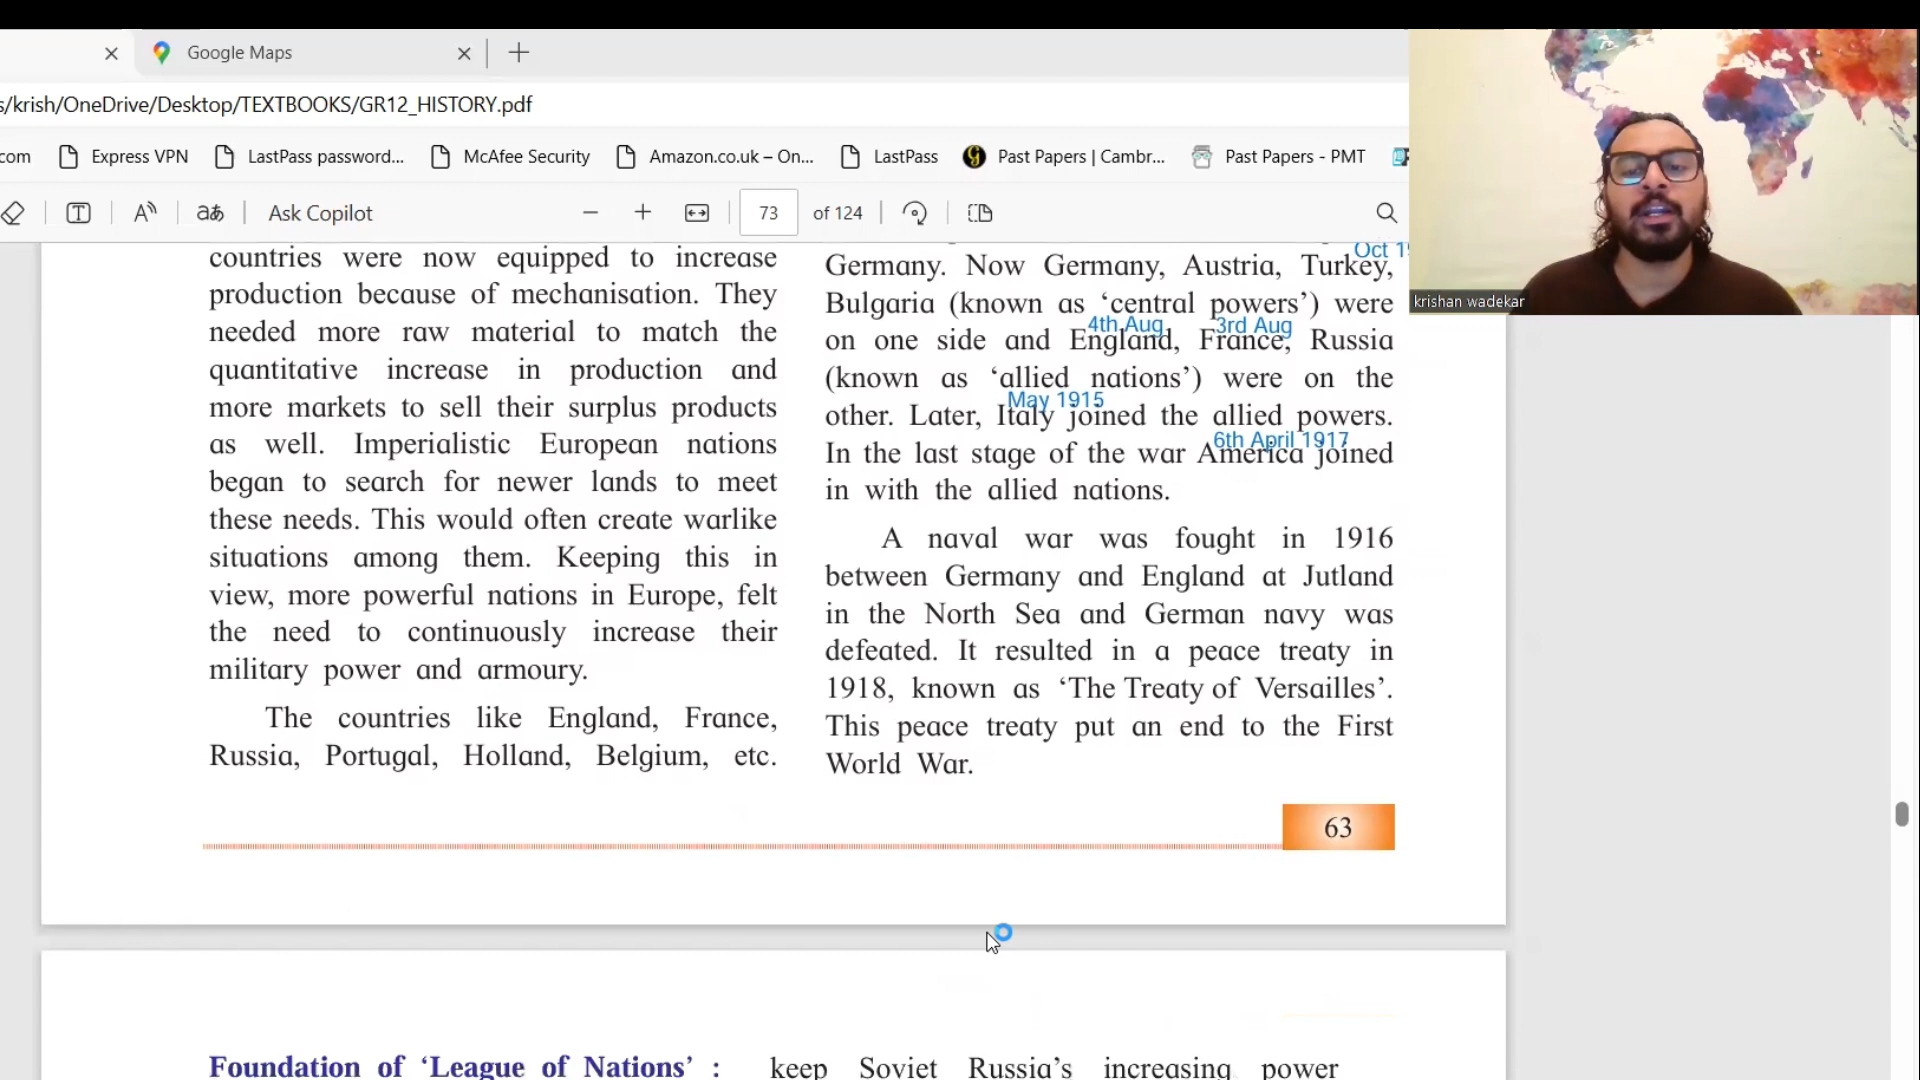 Google Maps
s/krish/OneDrive/Desktop/TEXTBOOKS/GR12_HISTORY.pdf
com Express VPN LastPass password... McAfee Security Amazon.co.uk – On... LastPass Past Papers | Cambr... Past Papers - PMT
Ask Copilot 73 of 124
krishan wadekar
countries were now equipped to increase
production because of mechanisation. They
needed more raw material to match the
quantitative increase in production and
more markets to sell their surplus products
as well. Imperialistic European nations
began to search for newer lands to meet
these needs. This would often create warlike
situations among them. Keeping this in
view, more powerful nations in Europe, felt
the need to continuously increase their
military power and armoury.
The countries like England, France,
Russia, Portugal, Holland, Belgium, etc.
Oct 1
Germany. Now Germany, Austria, Turkey,
Bulgaria (known as ‘central powers’) were
4th Aug 3rd Aug
on one side and England, France, Russia
(known as ‘allied nations’) were on the
May 1915
other. Later, Italy joined the allied powers.
6th April 1917
In the last stage of the war America joined
in with the allied nations.
A naval war was fought in 1916
between Germany and England at Jutland
in the North Sea and German navy was
defeated. It resulted in a peace treaty in
1918, known as ‘The Treaty of Versailles’.
This peace treaty put an end to the First
World War.
63
Foundation of ‘League of Nations’ :
keep Soviet Russia’s increasing power